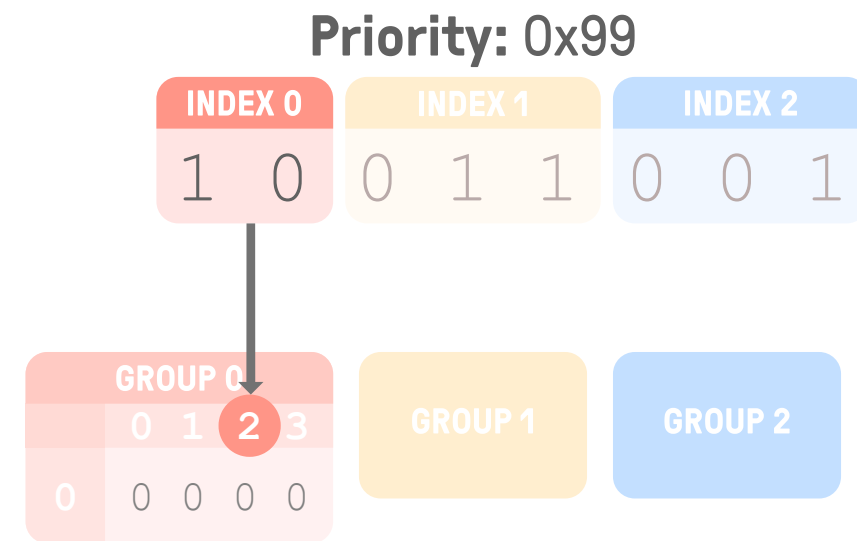 Priority: 0x99
INDEX 0 INDEX 1 INDEX 2
1 0 0 1 1 0 0 1
GROUP 0
0 1 2 3
GROUP 1 GROUP 2
0 0 0 0 0